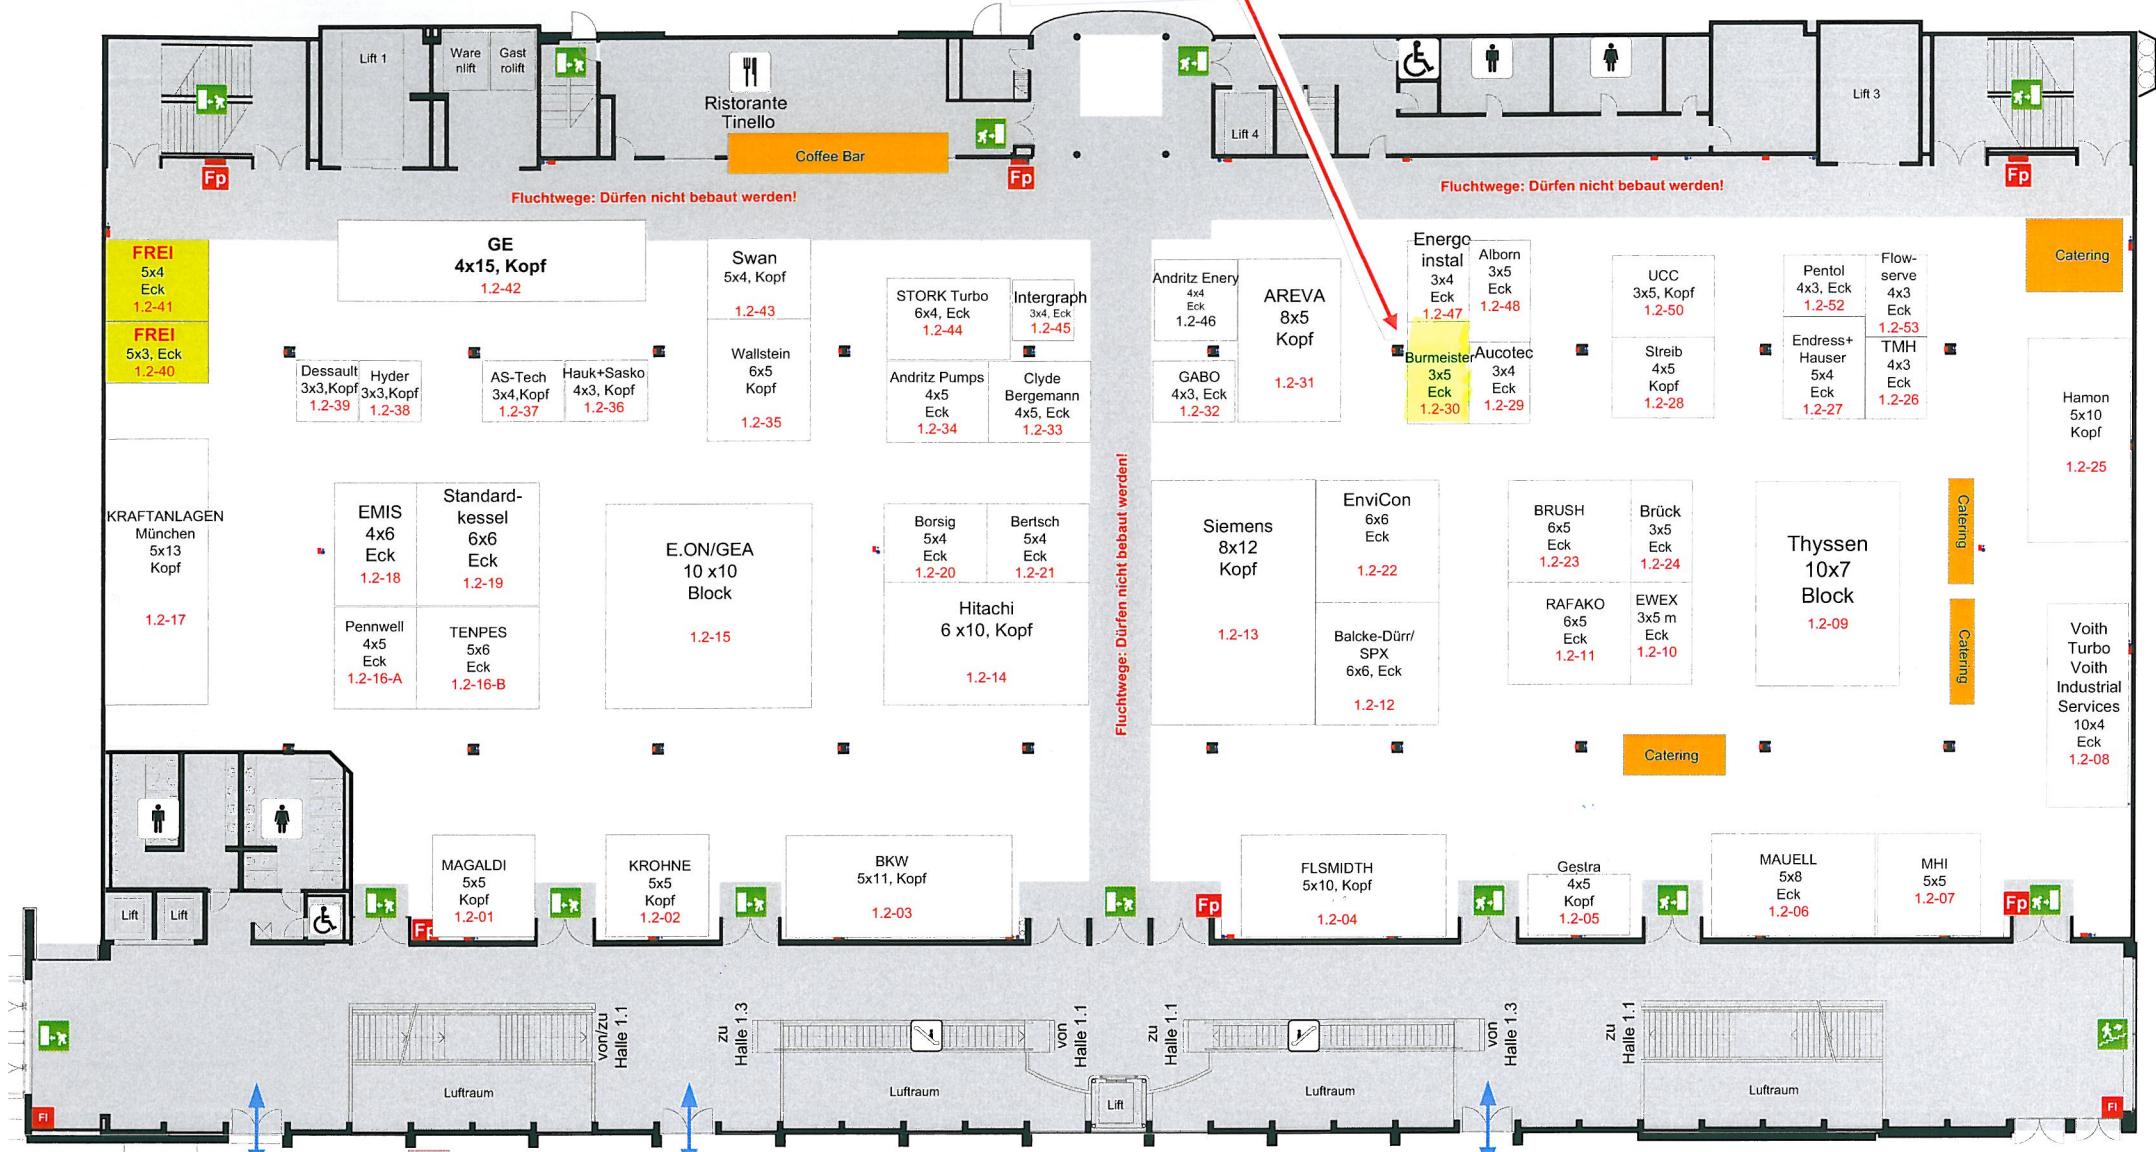 Lift 1
Ware
nlift
Gast
rolift
Ristorante
Tinello
Coffee Bar
Lift 4
Lift 3
Fp
Fp
Fp
Fluchtwege: Dürfen nicht bebaut werden!
Fluchtwege: Dürfen nicht bebaut werden!
FREI
5x4
Eck
1.2-41
FREI
5x3, Eck
1.2-40
GE
4x15, Kopf
1.2-42
Swan
5x4, Kopf
1.2-43
Wallstein
6x5
Kopf
1.2-35
STORK Turbo
6x4, Eck
1.2-44
Intergraph
3x4, Eck
1.2-45
Andritz Enery
4x4
Eck
1.2-46
AREVA
8x5
Kopf
1.2-31
Energo
instal
3x4
Eck
1.2-47
Alborn
3x5
Eck
1.2-48
UCC
3x5, Kopf
1.2-50
Pentol
4x3, Eck
1.2-52
Flow-
serve
4x3
Eck
1.2-53
Catering
Dessault
3x3,Kopf
1.2-39
Hyder
3x3,Kopf
1.2-38
AS-Tech
3x4,Kopf
1.2-37
Hauk+Sasko
4x3, Kopf
1.2-36
Andritz Pumps
4x5
Eck
1.2-34
Clyde
Bergemann
4x5, Eck
1.2-33
GABO
4x3, Eck
1.2-32
Burmeister
3x5
Eck
1.2-30
Aucotec
3x4
Eck
1.2-29
Streib
4x5
Kopf
1.2-28
Endress+
Hauser
5x4
Eck
1.2-27
TMH
4x3
Eck
1.2-26
Hamon
5x10
Kopf
1.2-25
KRAFTANLAGEN
München
5x13
Kopf
1.2-17
EMIS
4x6
Eck
1.2-18
Standard-
kessel
6x6
Eck
1.2-19
Pennwell
4x5
Eck
1.2-16-A
TENPES
5x6
Eck
1.2-16-B
E.ON/GEA
10 x10
Block
1.2-15
Borsig
5x4
Eck
1.2-20
Bertsch
5x4
Eck
1.2-21
Hitachi
6 x10, Kopf
1.2-14
Fluchtwege: Dürfen nicht bebaut werden!
Siemens
8x12
Kopf
1.2-13
EnviCon
6x6
Eck
1.2-22
Balcke-Dürr/
SPX
6x6, Eck
1.2-12
BRUSH
6x5
Eck
1.2-23
Brück
3x5
Eck
1.2-24
RAFAKO
6x5
Eck
1.2-11
EWEX
3x5 m
Eck
1.2-10
Thyssen
10x7
Block
1.2-09
Catering
Catering
Voith
Turbo
Voith
Industrial
Services
10x4
Eck
1.2-08
Catering
MAGALDI
5x5
Kopf
1.2-01
KROHNE
5x5
Kopf
1.2-02
BKW
5x11, Kopf
1.2-03
FLSMIDTH
5x10, Kopf
1.2-04
Gestra
4x5
Kopf
1.2-05
MAUELL
5x8
Eck
1.2-06
MHI
5x5
1.2-07
Lift
Lift
Fp
Fp
Fp
von/zu
Halle 1.1
zu
Halle 1.3
von
Halle 1.1
zu
Halle 1.1
von
Halle 1.3
zu
Halle 1.1
Luftraum
Luftraum
Lift
Luftraum
Luftraum
FI
FI